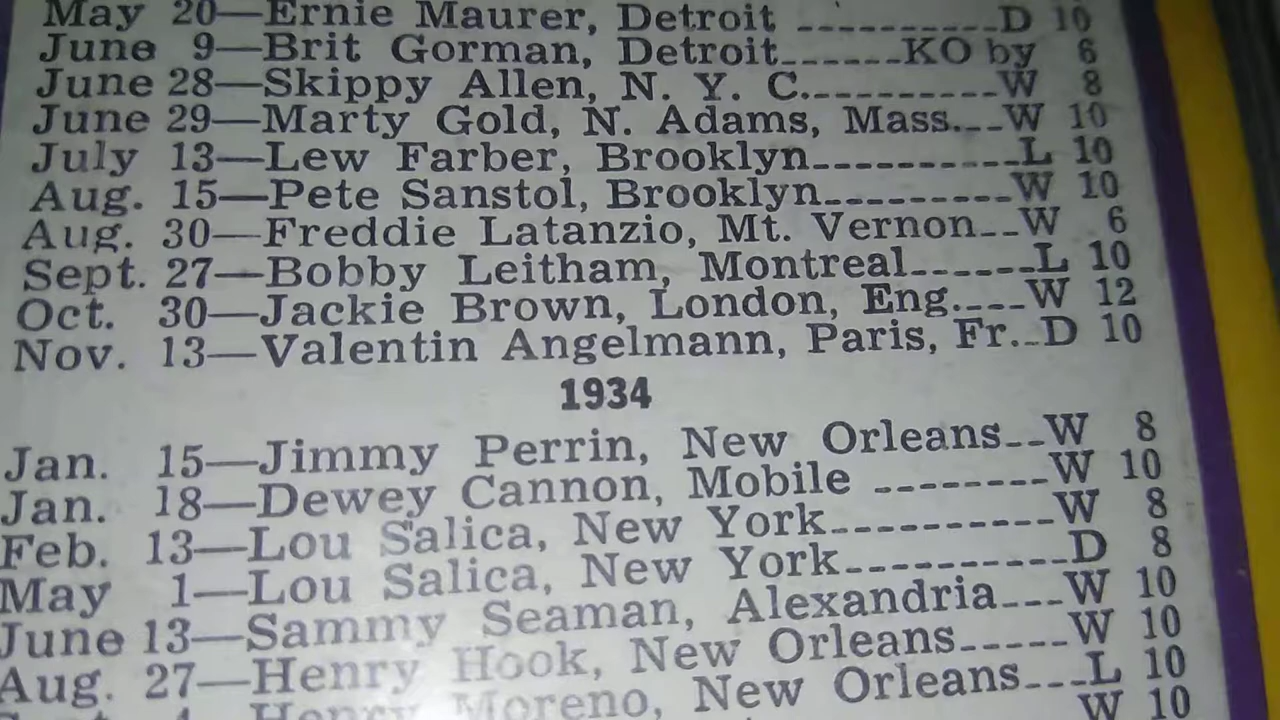 May 20—Ernie Maurer, Detroit ----------D 10
June 9—Brit Gorman, Detroit------KO by 6
June 28—Skippy Allen, N. Y. C.----------W 8
June 29—Marty Gold, N. Adams, Mass.--W 10
July 13—Lew Farber, Brooklyn----------L 10
Aug. 15—Pete Sanstol, Brooklyn---------W 10
Aug. 30—Freddie Latanzio, Mt. Vernon--W 6
Sept. 27—Bobby Leitham, Montreal------L 10
Oct. 30—Jackie Brown, London, Eng.---W 12
Nov. 13—Valentin Angelmann, Paris, Fr.-D 10
1934
Jan. 15—Jimmy Perrin, New Orleans--W 8
Jan. 18—Dewey Cannon, Mobile --------W 10
Feb. 13—Lou Salica, New York----------W 8
May 1—Lou Salica, New York----------D 8
June 13—Sammy Seaman, Alexandria---W 10
Aug. 27—Henry Hook, New Orleans-----W 10
Moreno, New Orleans---L 10
W 10